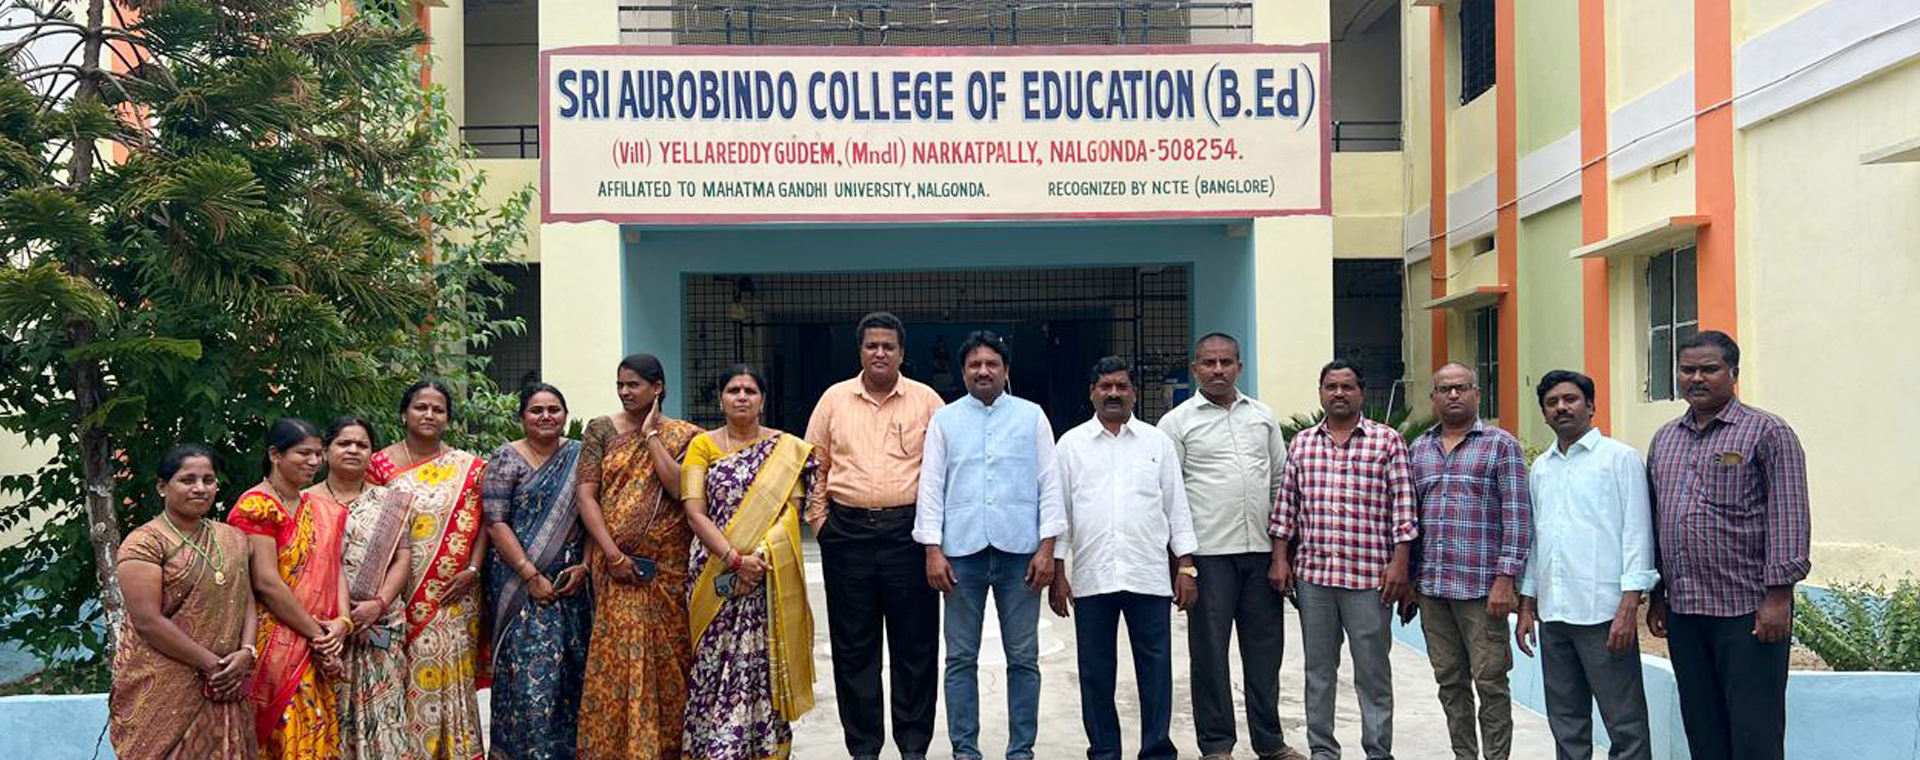 SRI AUROBINDO COLLEGE OF EDUCATION (B.Ed)
(Vill) YELLAREDDYGUDEM, (Mndl) NARKATPALLY, NALGONDA-508254.
AFFILIATED TO MAHATMA GANDHI UNIVERSITY, NALGONDA. RECOGNIZED BY NCTE (BANGLORE)